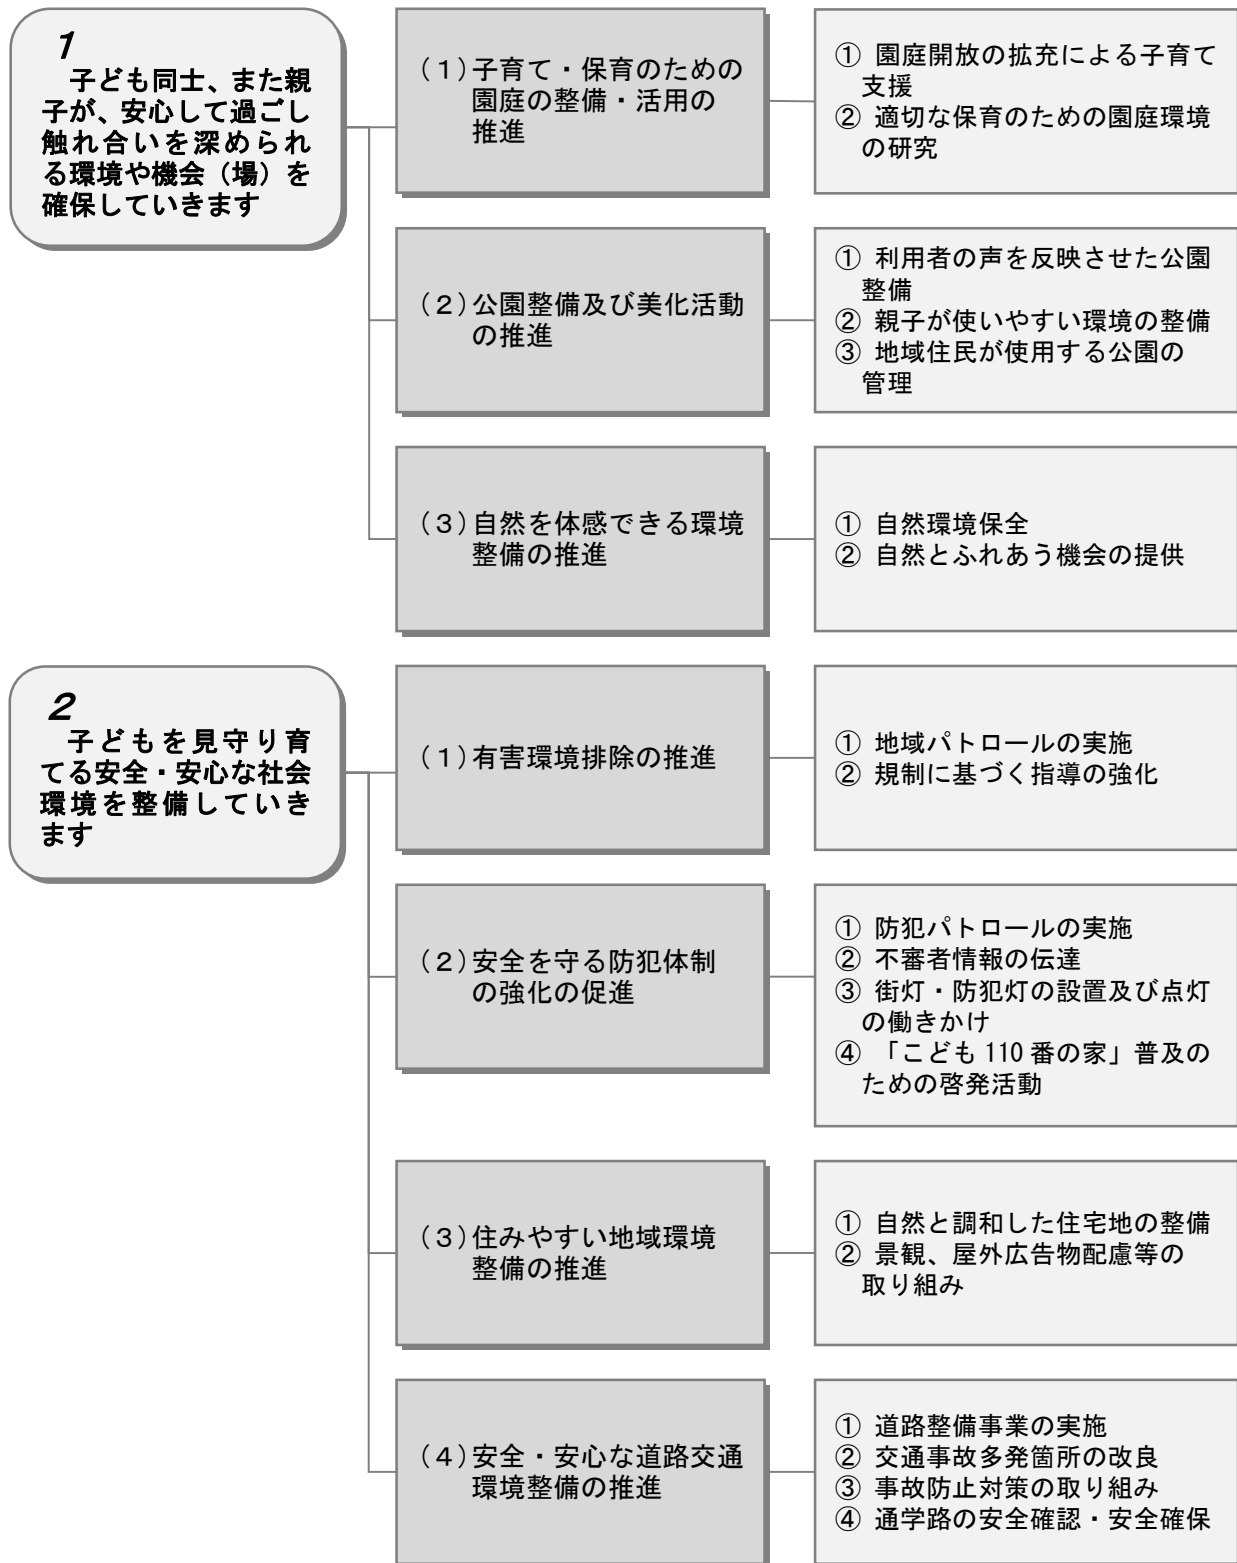 1
子ども同士、また親
子が、安心して過ごし
触れ合いを深められ
る環境や機会（場）を
確保していきます
（１）子育て・保育のための
園庭の整備・活用の
推進
① 園庭開放の拡充による子育て
支援
② 適切な保育のための園庭環境
の研究
（２）公園整備及び美化活動
の推進
① 利用者の声を反映させた公園
整備
② 親子が使いやすい環境の整備
③ 地域住民が使用する公園の
管理
（３）自然を体感できる環境
整備の推進
① 自然環境保全
② 自然とふれあう機会の提供
2
子どもを見守り育
てる安全・安心な社会
環境を整備していき
ます
（１）有害環境排除の推進
① 地域パトロールの実施
② 規制に基づく指導の強化
（２）安全を守る防犯体制
の強化の促進
① 防犯パトロールの実施
② 不審者情報の伝達
③ 街灯・防犯灯の設置及び点灯
の働きかけ
④ 「こども 110 番の家」普及の
ための啓発活動
（３）住みやすい地域環境
整備の推進
① 自然と調和した住宅地の整備
② 景観、屋外広告物配慮等の
取り組み
（４）安全・安心な道路交通
環境整備の推進
① 道路整備事業の実施
② 交通事故多発箇所の改良
③ 事故防止対策の取り組み
④ 通学路の安全確認・安全確保